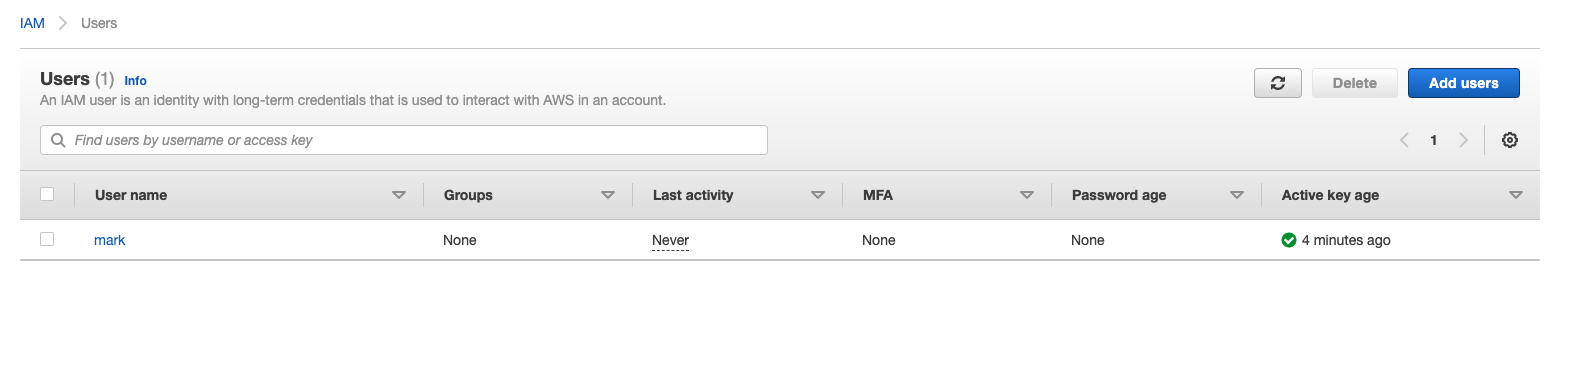 IAM > Users
Users (1) Info
An IAM user is an identity with long-term credentials that is used to interact with AWS in an account.
Delete
Add users
Find users by username or access key
1
User name Groups Last activity MFA Password age Active key age
mark None Never None None 4 minutes ago